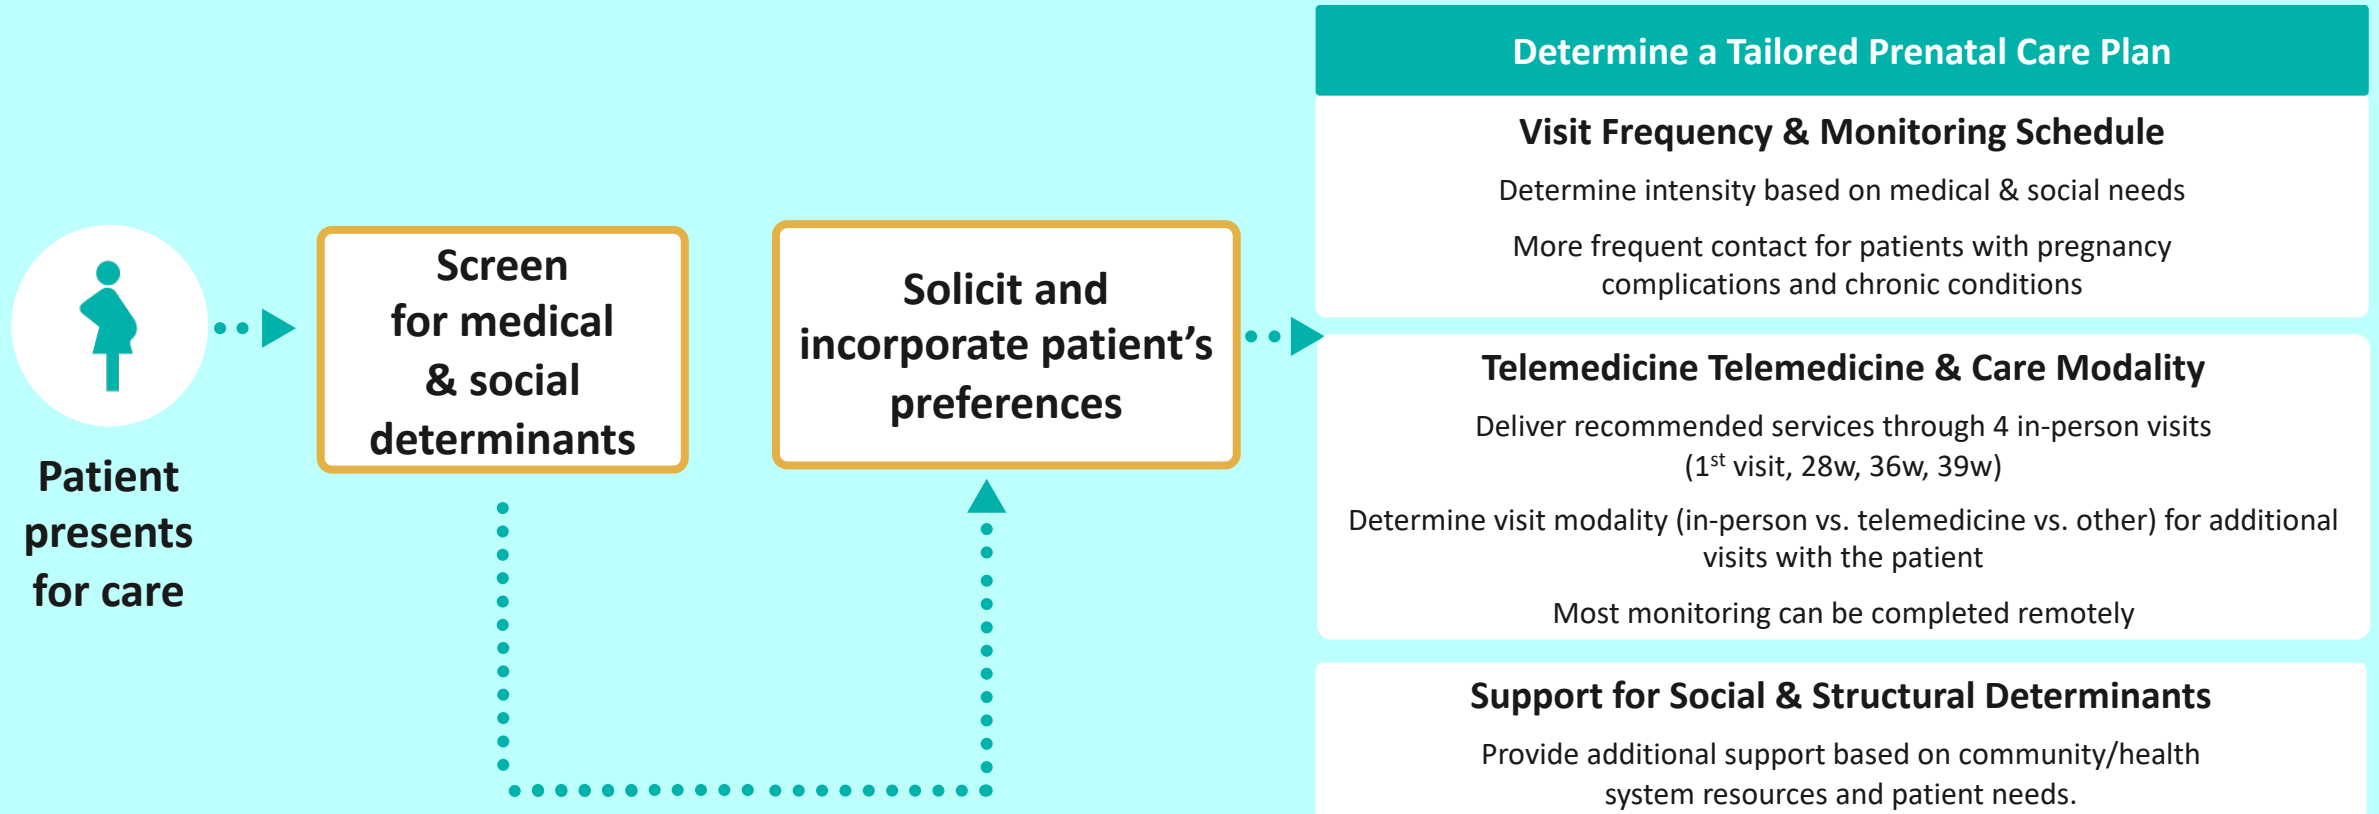 Patient
presents
for care
Screen
for medical
& social
determinants
Solicit and
incorporate patient’s
preferences
Determine a Tailored Prenatal Care Plan
Visit Frequency & Monitoring Schedule
Determine intensity based on medical & social needs
More frequent contact for patients with pregnancy
complications and chronic conditions
Telemedicine Telemedicine & Care Modality
Deliver recommended services through 4 in-person visits
(1st visit, 28w, 36w, 39w)
Determine visit modality (in-person vs. telemedicine vs. other) for additional
visits with the patient
Most monitoring can be completed remotely
Support for Social & Structural Determinants
Provide additional support based on community/health
system resources and patient needs.